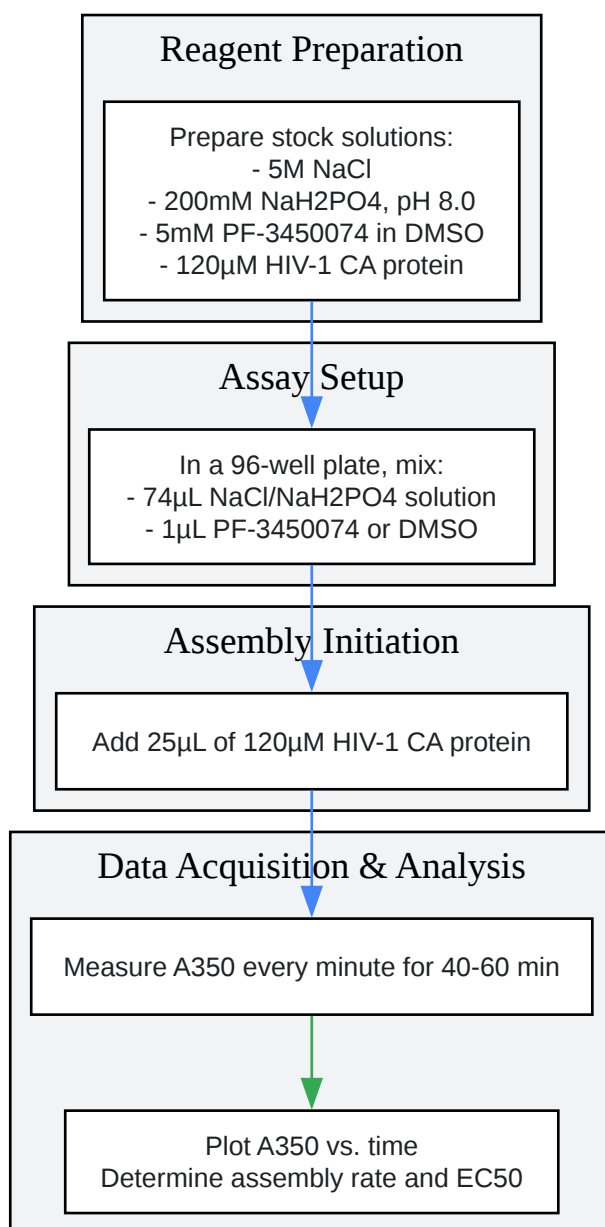 Reagent Preparation
Prepare stock solutions:
- 5M NaCl
- 200mM NaH2PO4, pH 8.0
- 5mM PF-3450074 in DMSO
- 120µM HIV-1 CA protein
Assay Setup
In a 96-well plate, mix:
- 74µL NaCl/NaH2PO4 solution
- 1µL PF-3450074 or DMSO
Assembly Initiation
Add 25µL of 120µM HIV-1 CA protein
Data Acquisition & Analysis
Measure A350 every minute for 40-60 min
Plot A350 vs. time
Determine assembly rate and EC50